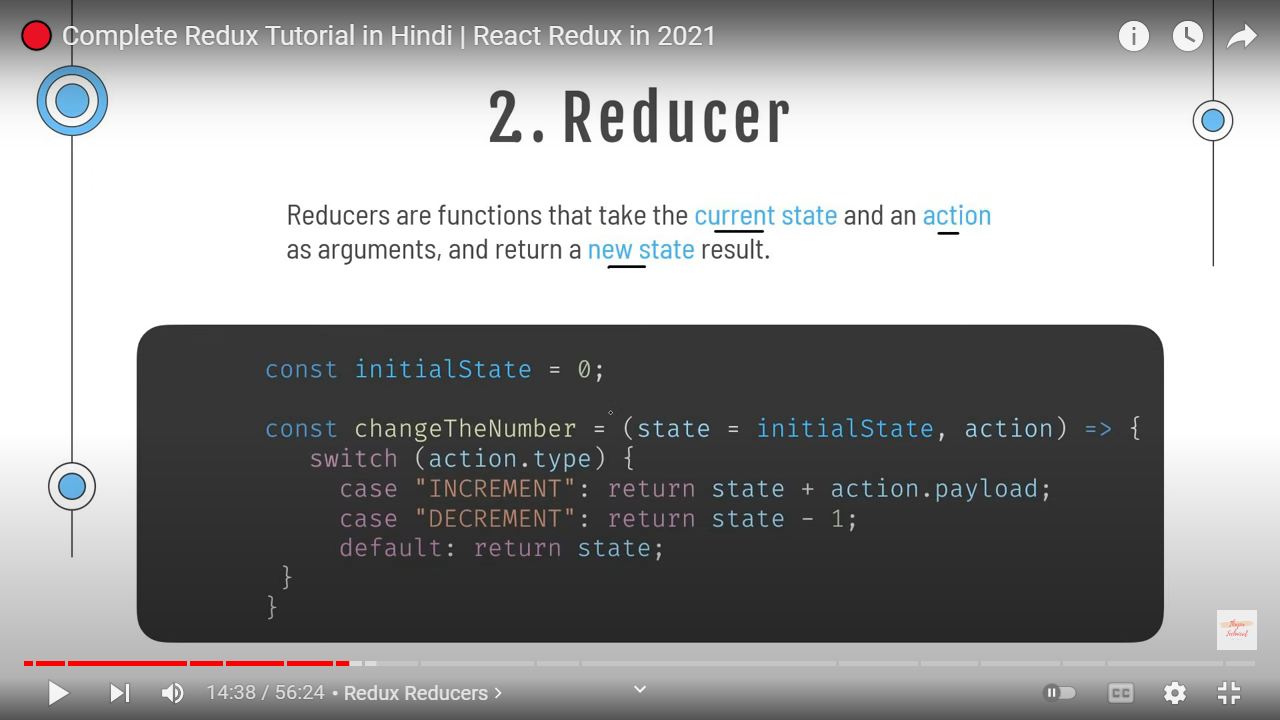 Complete Redux Tutorial in Hindi | React Redux in 2021
2. Reducer
Reducers are functions that take the current state and an action
as arguments, and return a new state result.
const initialState = 0;
const changeTheNumber = (state = initialState, action) => {
switch (action.type) {
case "INCREMENT": return state + action.payload;
case "DECREMENT": return state - 1;
default: return state;
}
}
14:38 / 56:24 • Redux Reducers >
CC